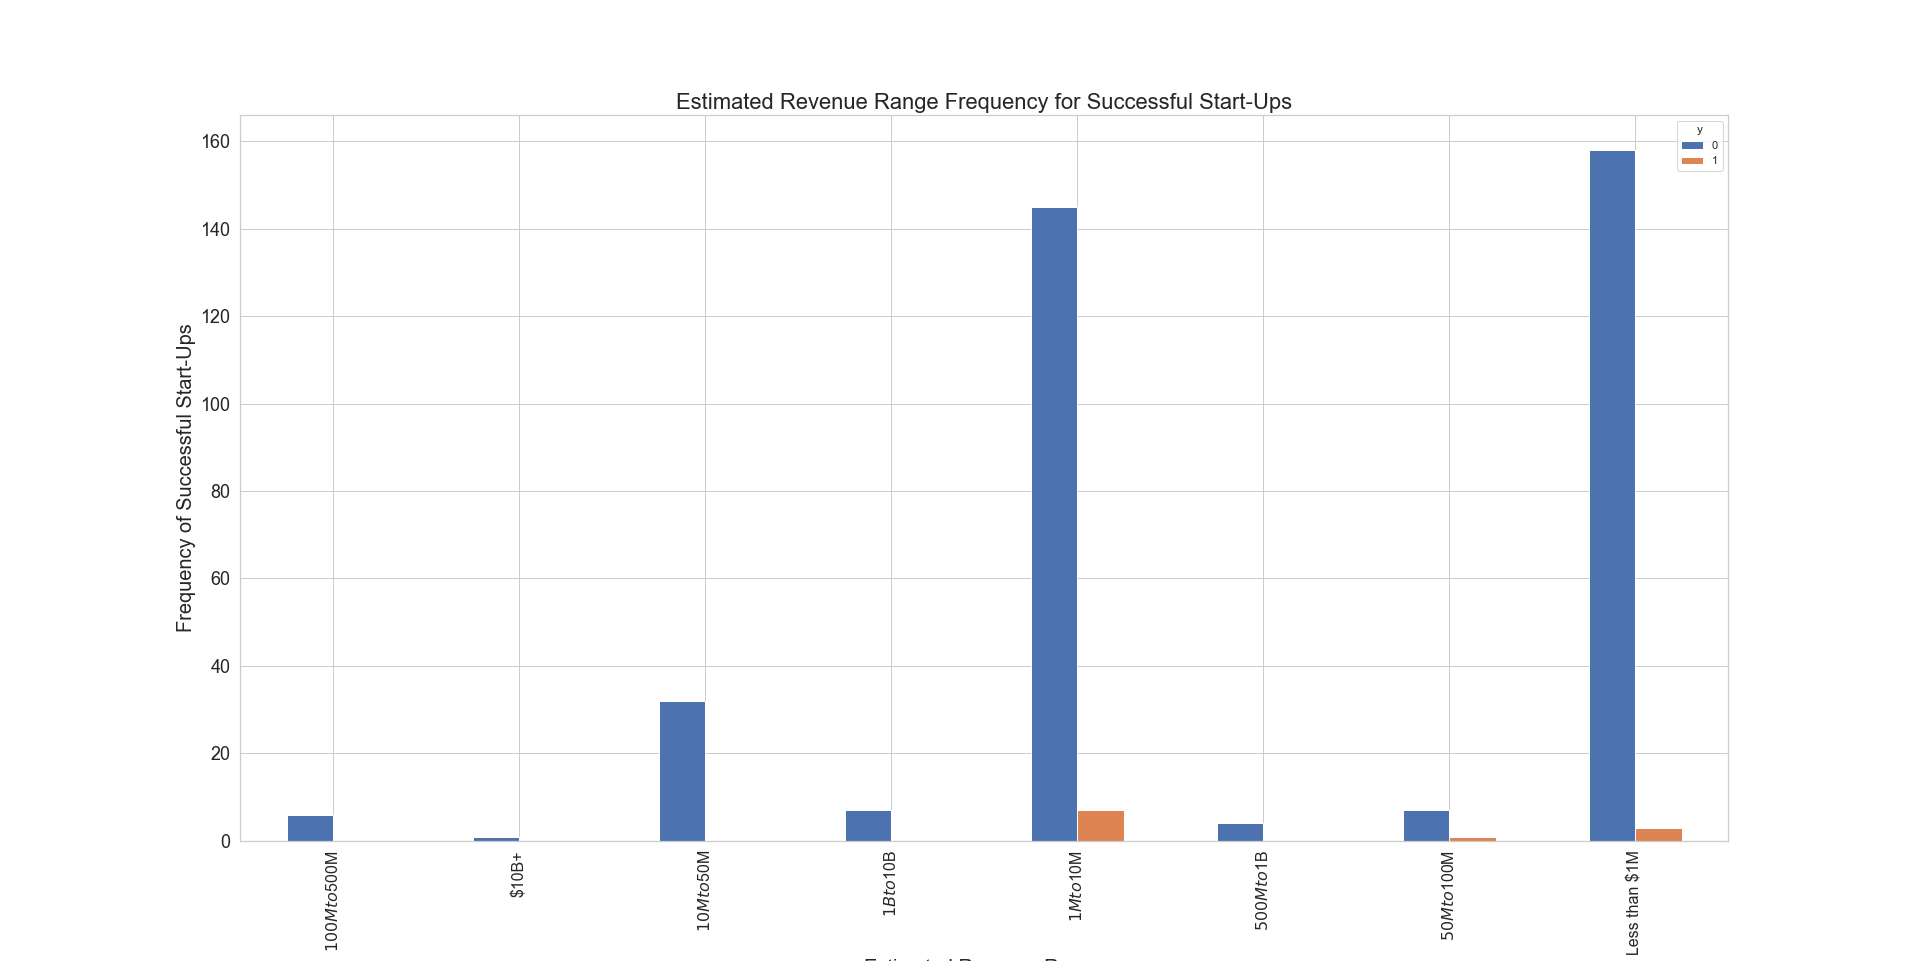 Estimated Revenue Range Frequency for Successful Start-Ups
y
0
1
Frequency of Successful Start-Ups
160
140
120
100
80
60
40
20
0
100Mto500M
$10B+
10Mto50M
1Bto10B
1Mto10M
500Mto1B
50Mto100M
Less than $1M